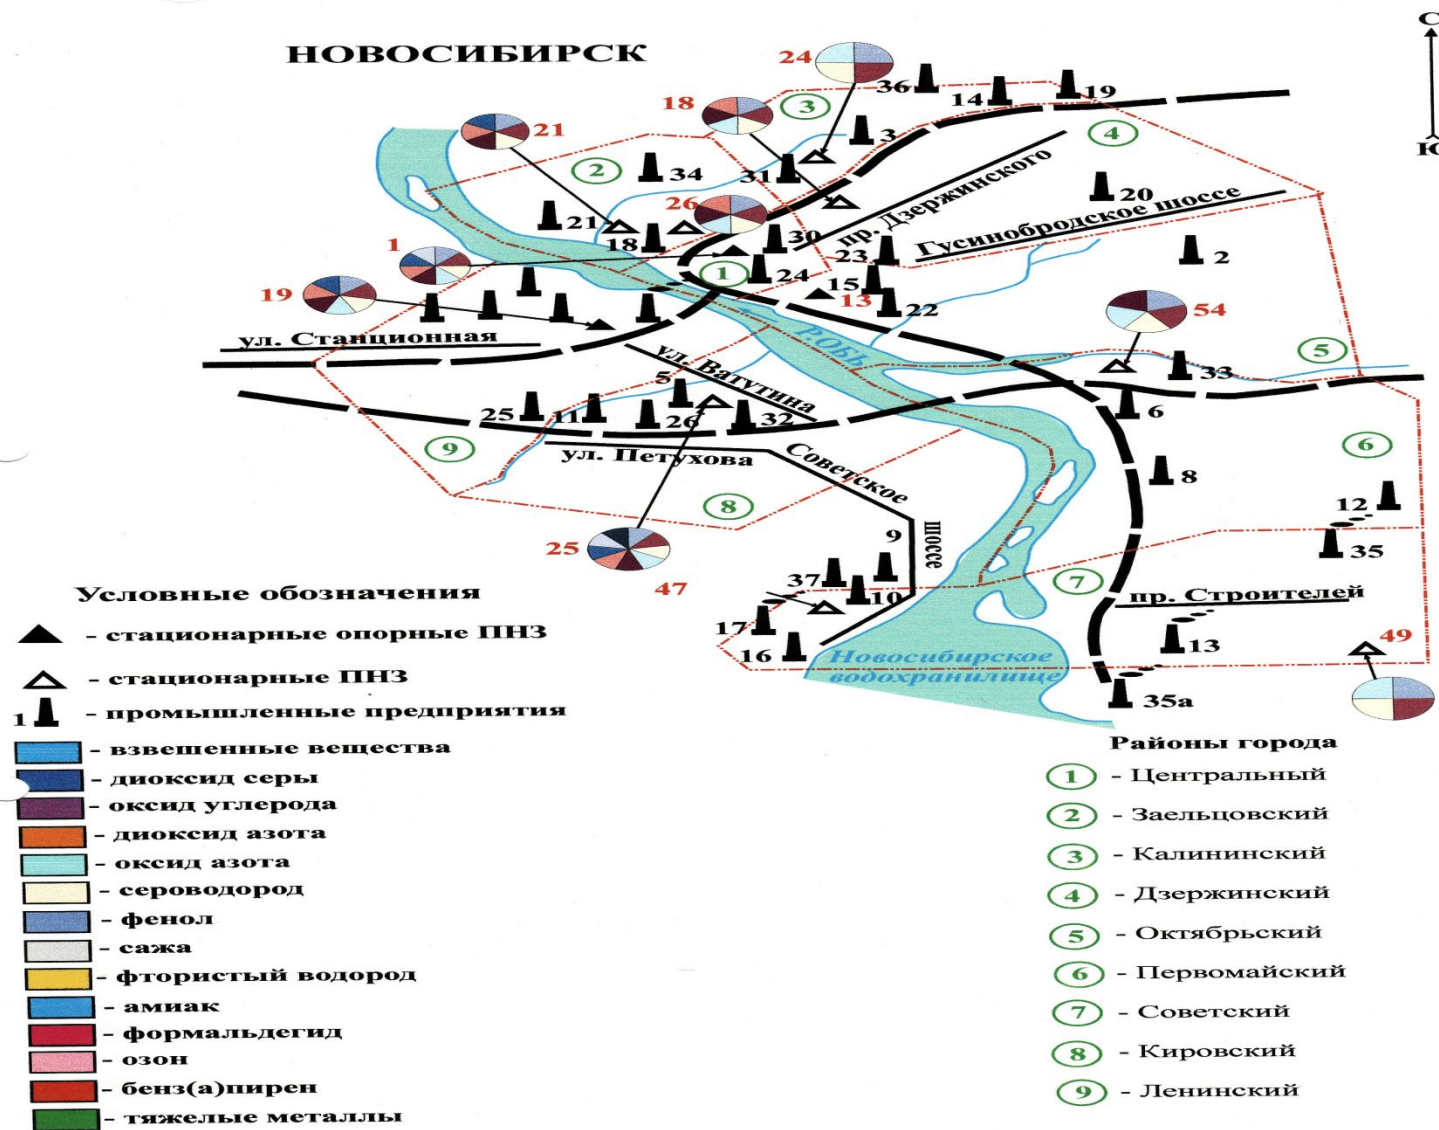 НОВОСИБИРСК
С
Ю
24
36
14
19
18
3
3
4
21
2
34
31
20
пр. Дзержинского
Гусинобродское шоссе
26
21
18
30
23
2
1
1
24
15
13
22
19
54
ул. Станционная
Р.ОБЬ
5
33
ул. Ватутина
5
25
11
26
32
6
9
ул. Петухова
Советское
шоссе
6
8
12
8
25
47
9
35
37
10
7
пр. Строителей
17
16
13
49
Новосибирское
водохранилище
35а
Условные обозначения
- стационарные опорные ПНЗ
- стационарные ПНЗ
1 - промышленные предприятия
- взвешенные вещества
- диоксид серы
- оксид углерода
- диоксид азота
- оксид азота
- сероводород
- фенол
- сажа
- фтористый водород
- амиак
- формальдегид
- озон
- бенз(а)пирен
- тяжелые металлы
Районы города
1 - Центральный
2 - Заельцовский
3 - Калининский
4 - Дзержинский
5 - Октябрьский
6 - Первомайский
7 - Советский
8 - Кировский
9 - Ленинский